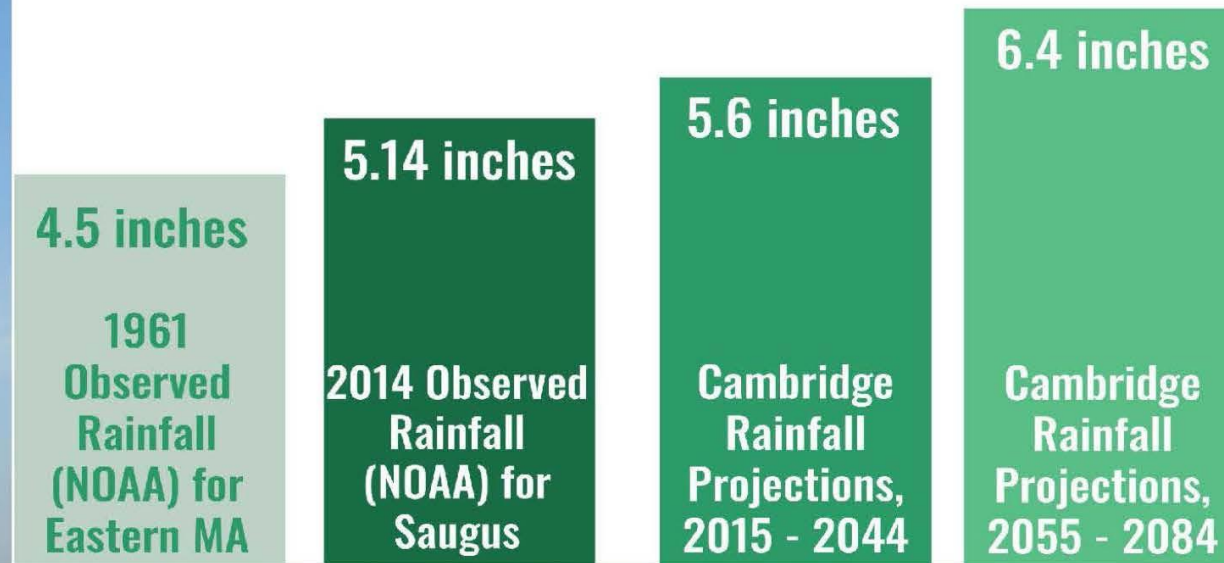 4.5 inches
1961
Observed
Rainfall
(NOAA) for
Eastern MA
5.14 inches
2014 Observed
Rainfall
(NOAA) for
Saugus
5.6 inches
Cambridge
Rainfall
Projections,
2015 - 2044
6.4 inches
Cambridge
Rainfall
Projections,
2055 - 2084